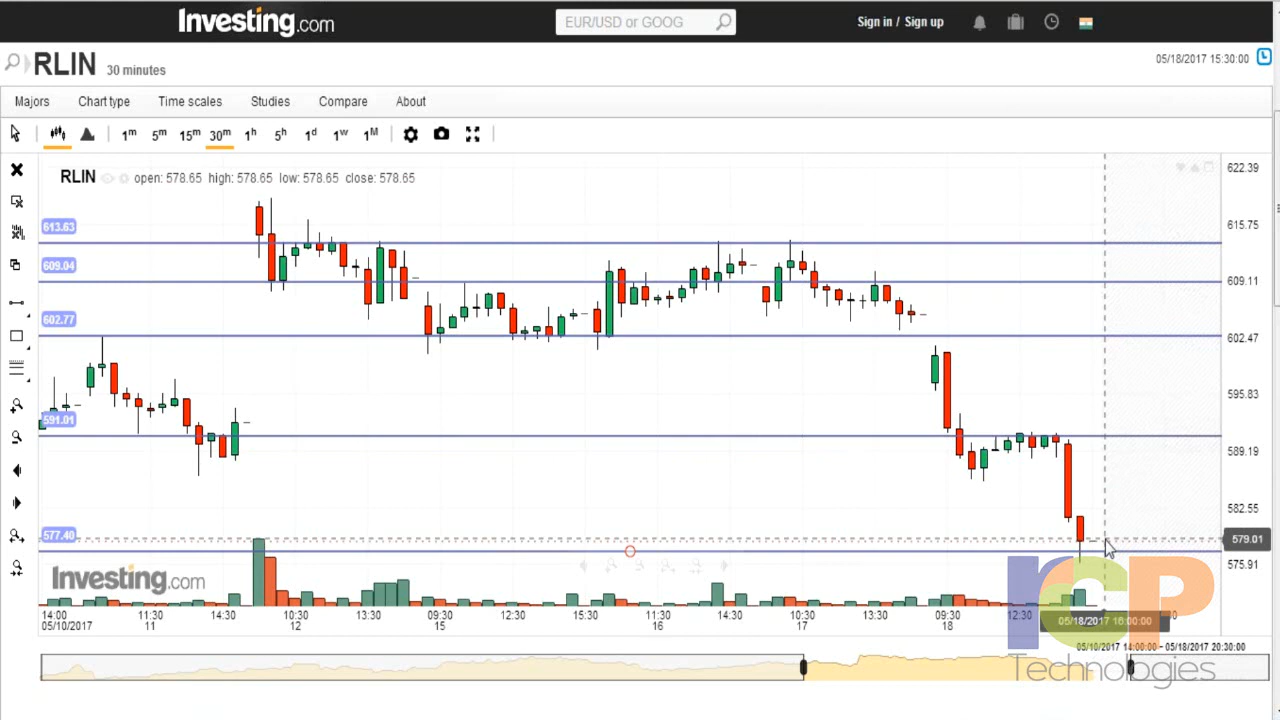 Investing.com
EUR/USD or GOOG
Sign in / Sign up
RLIN 30 minutes
05/18/2017 15:30:00
Majors Chart type Time scales Studies Compare About
1m 5m 15m 30m 1h 5h 1d 1w 1M
RLIN open: 578.65 high: 578.65 low: 578.65 close: 578.65
622.39
613.63
615.75
609.04
609.11
602.77
602.47
595.83
591.01
589.19
582.55
577.40
579.01
575.91
Investing.com
rcp
Technologies
14:00 11:30 14:30 10:30 13:30 09:30 12:30 15:30 11:30 14:30 10:30 13:30 09:30 12:30
05/10/2017 11 12 15 16 17 18
05/18/2017 16:00:00
05/10/2017 14:00:00 - 05/18/2017 20:30:00